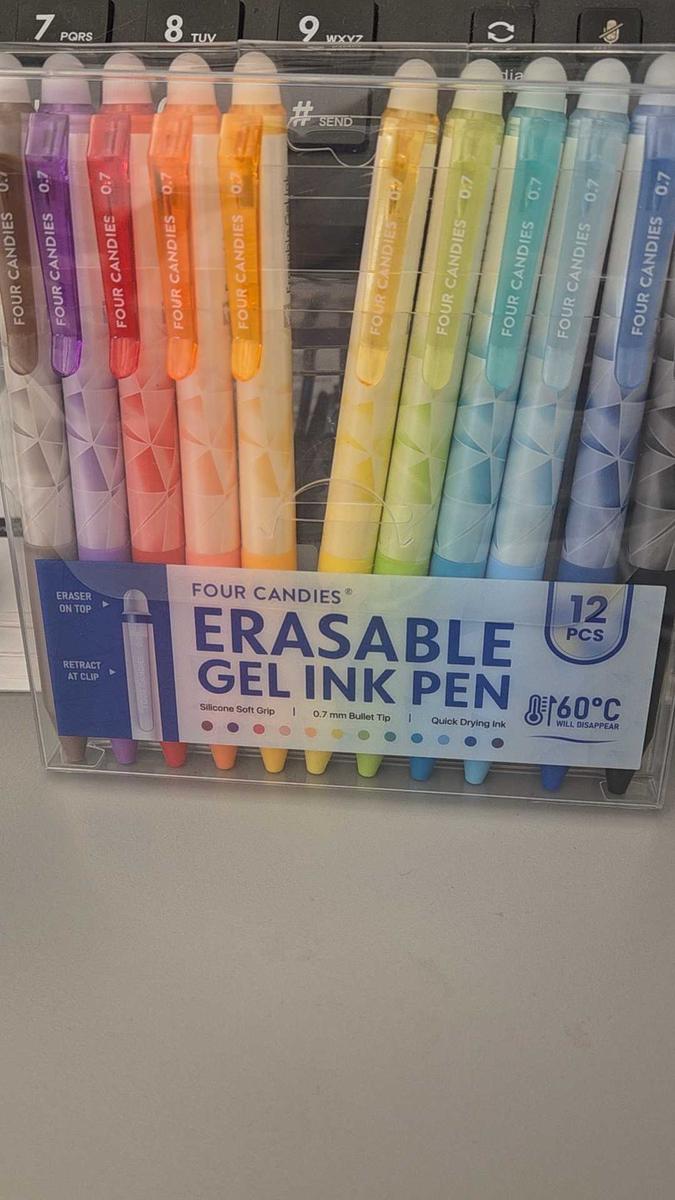 7 PQRS
8 TUV
9 WXYZ
# SEND
dia
FOUR CANDIES 0.7
FOUR CANDIES 0.7
FOUR CANDIES 0.7
FOUR CANDIES 0.7
FOUR CANDIES 0.7
FOUR CANDIES 0.7
FOUR CANDIES 0.7
FOUR CANDIES 0.7
FOUR CANDIES 0.7
FOUR CANDIES 0.7
ERASER
ON TOP
RETRACT
AT CLIP
FOUR CANDIES®
ERASABLE
GEL INK PEN
Silicone Soft Grip | 0.7 mm Bullet Tip | Quick Drying Ink
12
PCS
60°C
WILL DISAPPEAR